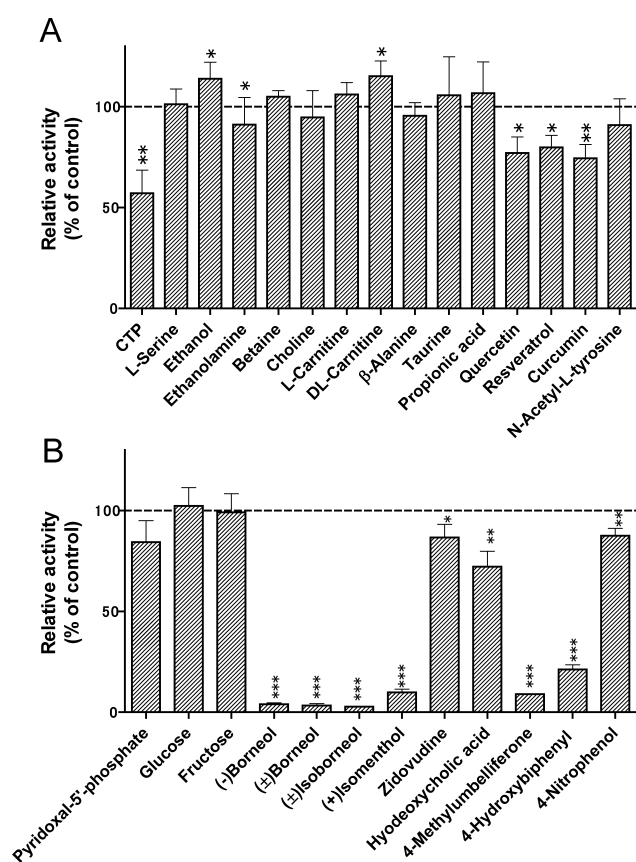 A
Relative activity
(% of control)
100
50
0
**
*
*
*
*
*
**
CTP
L-Serine
Ethanol
Ethanolamine
Betaine
Choline
L-Carnitine
DL-Carnitine
β-Alanine
Taurine
Propionic acid
Quercetin
Resveratrol
Curcumin
N-Acetyl-L-tyrosine
B
Relative activity
(% of control)
100
50
0
***
***
***
***
*
**
***
***
**
Pyridoxal-5'-phosphate
Glucose
Fructose
(-)Borneol
(±)Borneol
(±)Isoborneol
(+)Isomenthol
Zidovudine
Hyodeoxycholic acid
4-Methylumbelliferone
4-Hydroxybiphenyl
4-Nitrophenol